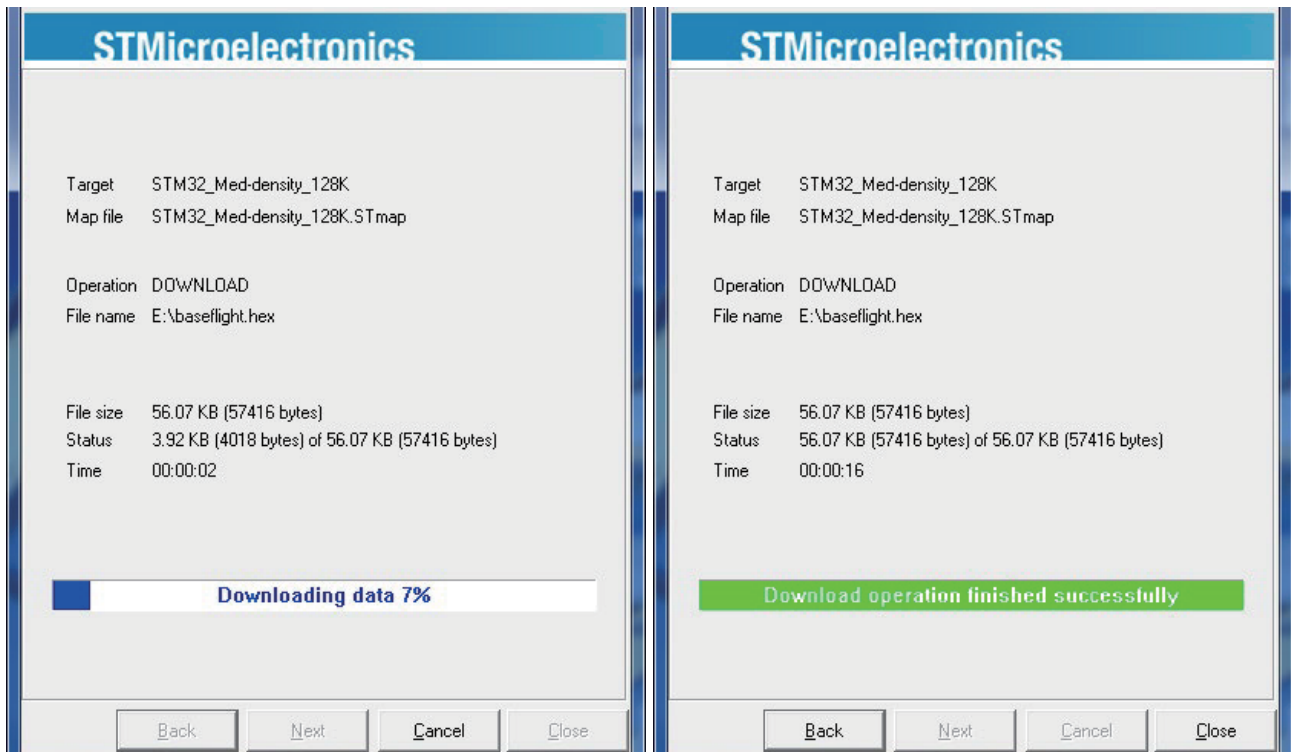 STMicroelectronics
Target STM32_Med-density_128K
Map file STM32_Med-density_128K.STmap
Operation DOWNLOAD
File name E:\baseflight.hex
File size 56.07 KB (57416 bytes)
Status 3.92 KB (4018 bytes) of 56.07 KB (57416 bytes)
Time 00:00:02
Downloading data 7%
Back Next Cancel Close
STMicroelectronics
Target STM32_Med-density_128K
Map file STM32_Med-density_128K.STmap
Operation DOWNLOAD
File name E:\baseflight.hex
File size 56.07 KB (57416 bytes)
Status 56.07 KB (57416 bytes) of 56.07 KB (57416 bytes)
Time 00:00:16
Download operation finished successfully
Back Next Cancel Close